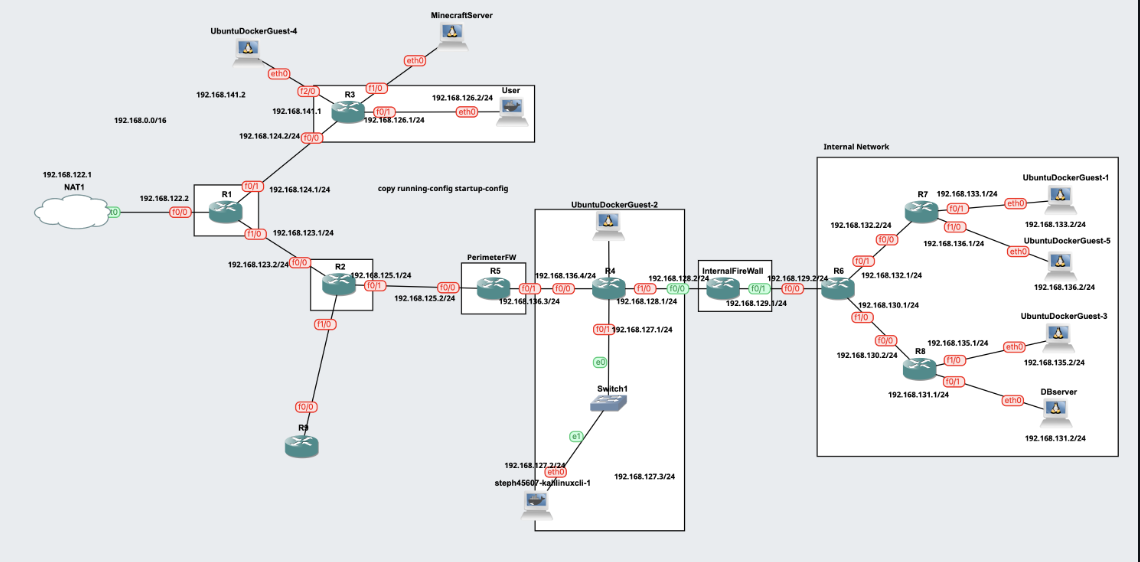 MinecraftServer
UbuntuDockerGuest-4
eth0
eth0
192.168.141.2
f2/0
f1/0
User
R3
192.168.126.2/24
192.168.141.1
f0/1
eth0
192.168.0.0/16
192.168.126.1/24
192.168.124.2/24
f0/0
Internal Network
192.168.122.1
NAT1
f0/1
192.168.124.1/24
copy running-config startup-config
R1
192.168.122.2
f0/0
f1/0
192.168.123.1/24
UbuntuDockerGuest-2
UbuntuDockerGuest-1
R7
192.168.133.1/24
f0/1
eth0
192.168.132.2/24
192.168.133.2/24
f1/0
f0/0
192.168.136.1/24
UbuntuDockerGuest-5
eth0
192.168.123.2/24
f0/0
R2
192.168.125.1/24
f0/1
192.168.125.2/24
PerimeterFW
f0/0
R5
f0/1
192.168.136.4/24
192.168.136.3/24
f0/0
R4
192.168.128.2/24
f1/0
192.168.128.1/24
f0/0
InternalFireWall
f0/1
192.168.129.2/24
192.168.129.1/24
f0/0
R6
f0/1
192.168.132.1/24
192.168.136.2/24
192.168.130.1/24
f1/0
f1/0
f0/1
192.168.127.1/24
UbuntuDockerGuest-3
f0/0
192.168.135.1/24
eth0
192.168.130.2/24
R8
f1/0
192.168.135.2/24
e0
f0/1
192.168.131.1/24
DBserver
eth0
Switch1
f0/0
R9
e1
192.168.131.2/24
192.168.127.2/24
eth0
192.168.127.3/24
steph45607-kalilinuxcli-1